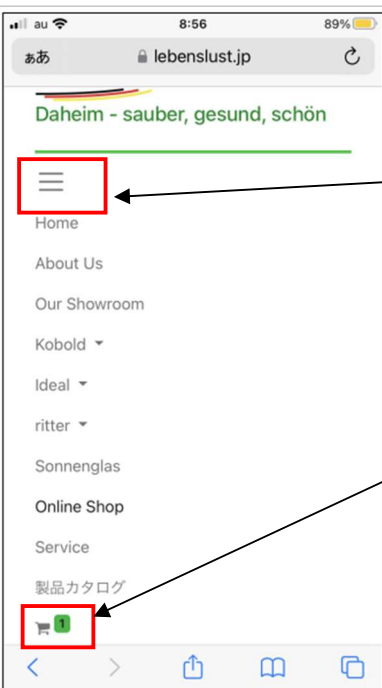 au 8:56 89%
ぁあ lebenslust.jp
Daheim - sauber, gesund, schön
Home
About Us
Our Showroom
Kobold
Ideal
ritter
Sonnenglas
Online Shop
Service
製品カタログ
1